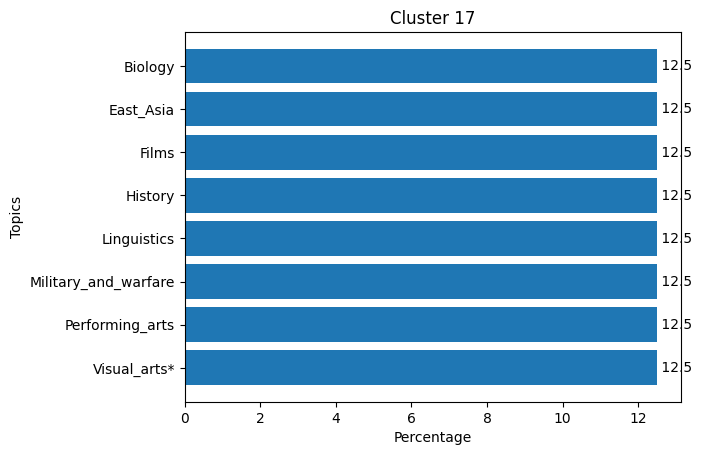 Cluster 17
Topics
Biology 12.5
East_Asia 12.5
Films 12.5
History 12.5
Linguistics 12.5
Military_and_warfare 12.5
Performing_arts 12.5
Visual_arts* 12.5
0 2 4 6 8 10 12
Percentage